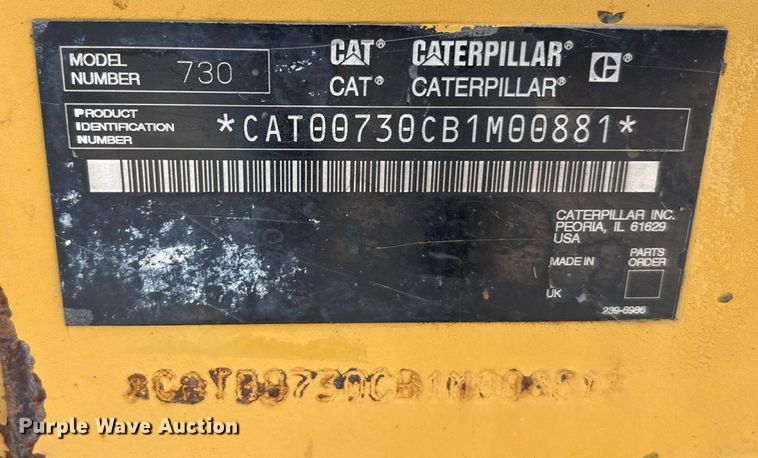 MODEL NUMBER 730
CAT® CATERPILLAR® C®
CAT® CATERPILLAR®
PRODUCT IDENTIFICATION NUMBER *CAT00730CB1M00881*
CATERPILLAR INC.
PEORIA, IL 61629
USA
MADE IN
UK
PARTS ORDER
239-6986
*CAT00730CB1M00881*
Purple Wave Auction